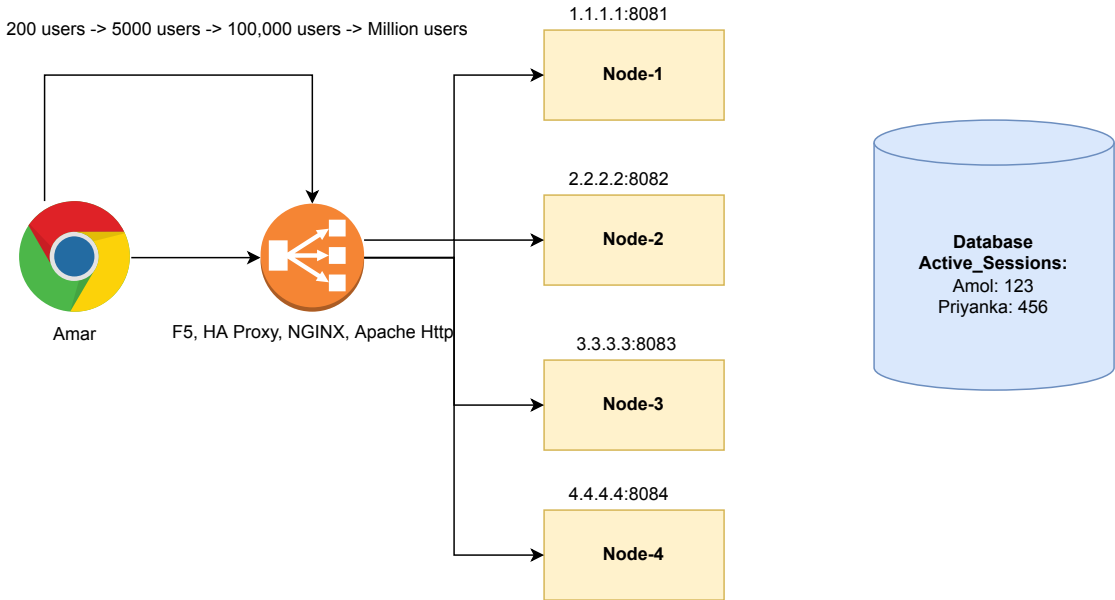 200 users -> 5000 users -> 100,000 users -> Million users
1.1.1.1:8081
Node-1
2.2.2.2:8082
Node-2
Database
Active_Sessions:
Amol: 123
Priyanka: 456
Amar
F5, HA Proxy, NGINX, Apache Http
3.3.3.3:8083
Node-3
4.4.4.4:8084
Node-4